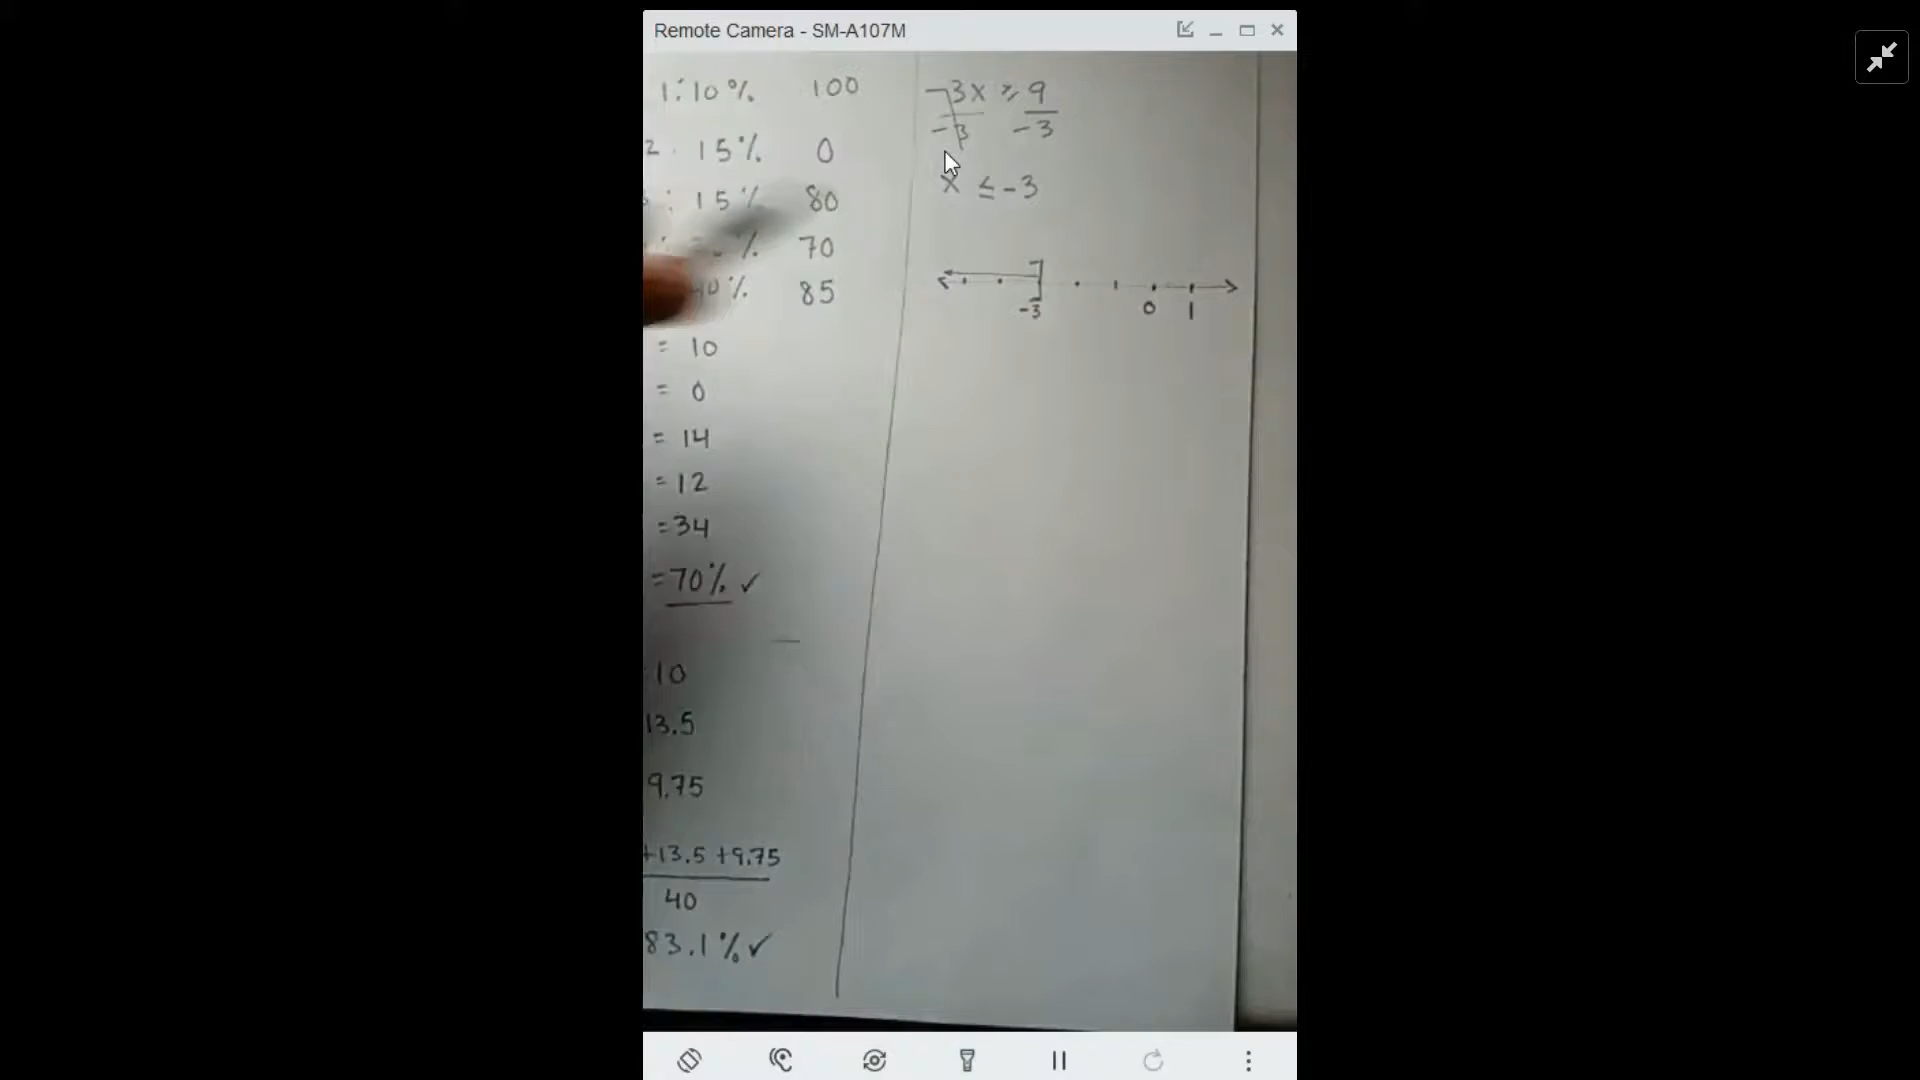 Remote Camera - SM-A107M
1: 10% 100
2 . 15% 0
: 15% 80
% 70
40% 85
= 10
= 0
= 14
= 12
= 34
= 70% ✓
10
13.5
9.75
+13.5 +9.75
40
83.1% ✓
-3x ≥ 9
-3 -3
x ≤ -3
-3 0 1